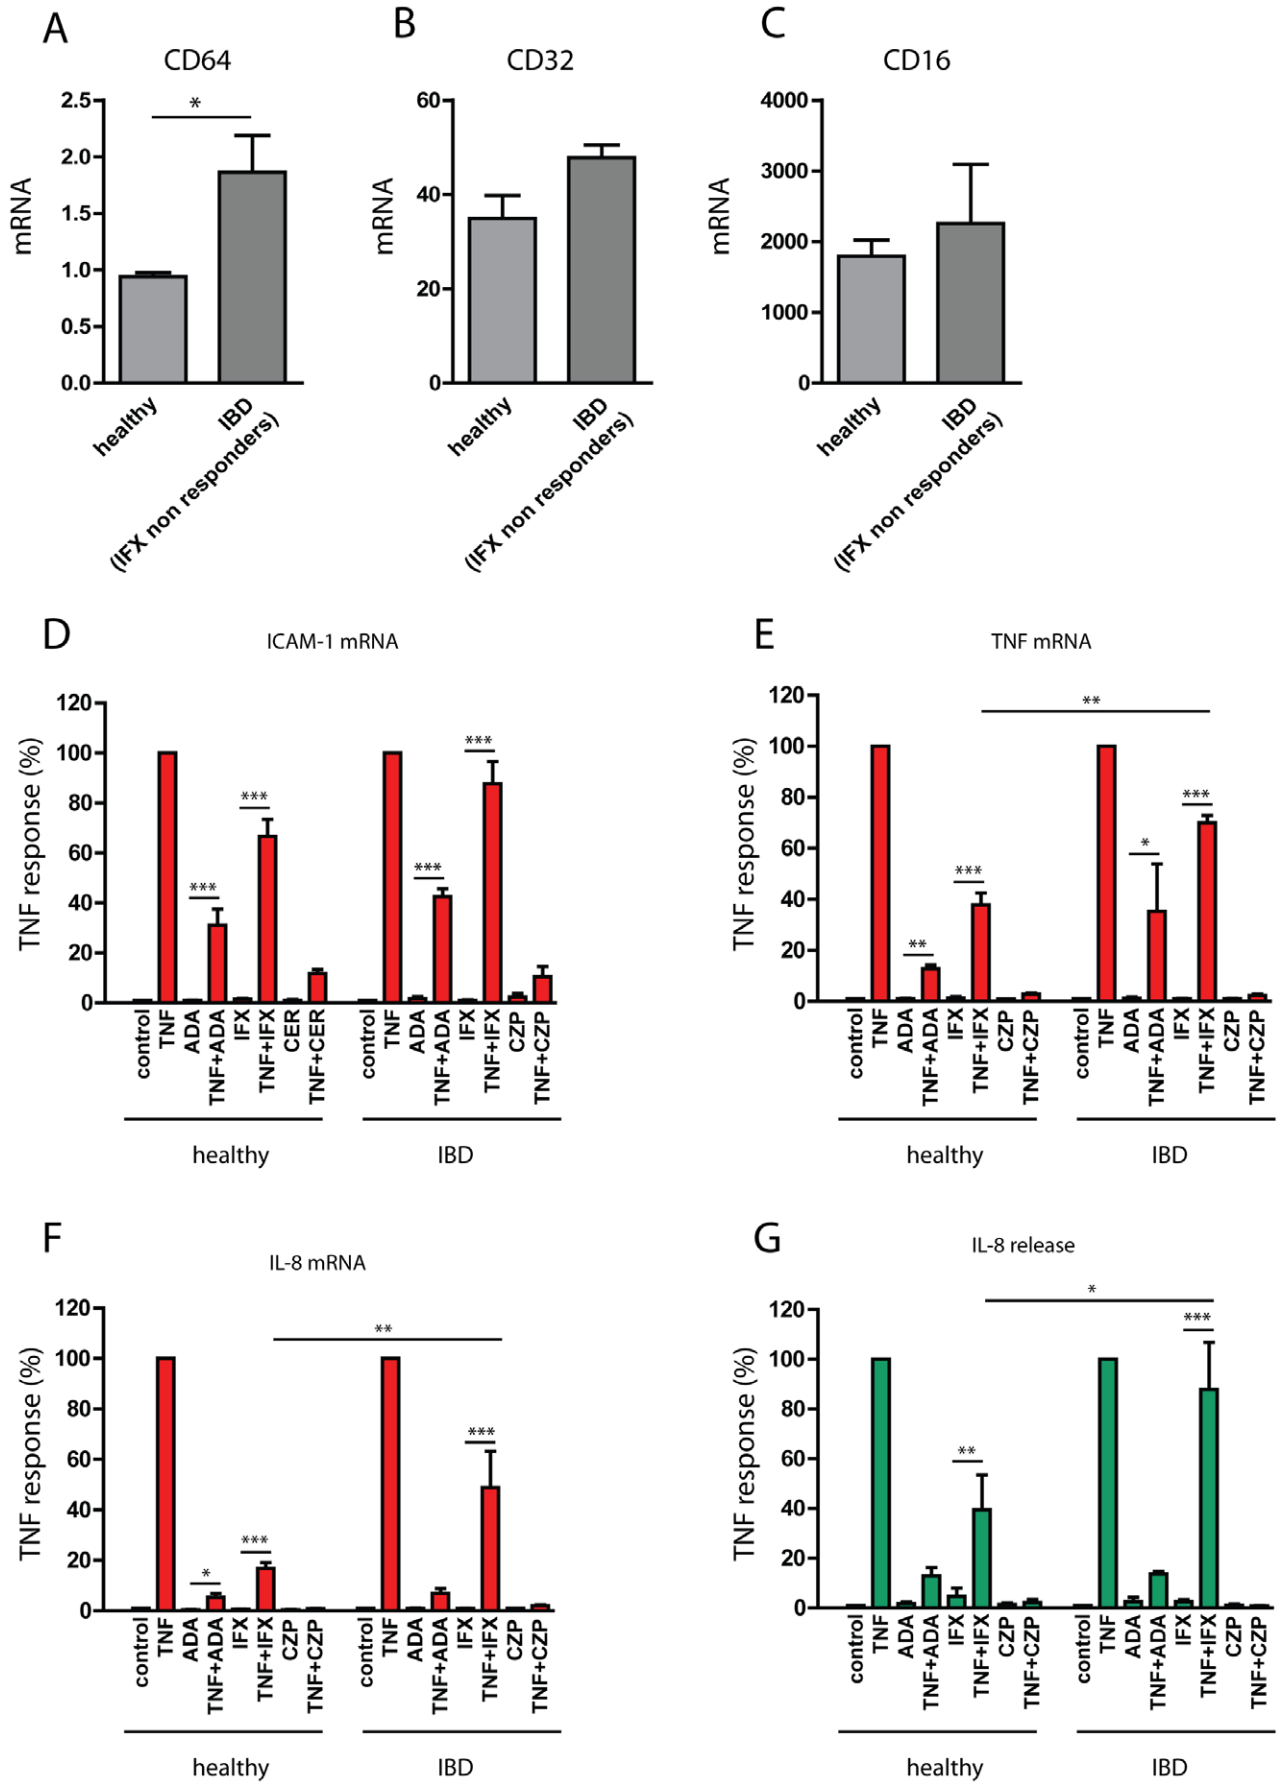 A
CD64
2.5
2.0
1.5
1.0
0.5
0.0
mRNA
*
healthy
IBD
(IFX non responders)
B
CD32
60
40
20
0
mRNA
healthy
IBD
(IFX non responders)
C
CD16
4000
3000
2000
1000
0
mRNA
healthy
IBD
(IFX non responders)
D
ICAM-1 mRNA
120
100
80
60
40
20
0
TNF response (%)
***
***
***
***
control
TNF
ADA
TNF+ADA
IFX
TNF+IFX
CER
TNF+CER
control
TNF
ADA
TNF+ADA
IFX
TNF+IFX
CZP
TNF+CZP
healthy
IBD
E
TNF mRNA
120
100
80
60
40
20
0
TNF response (%)
**
**
***
*
***
control
TNF
ADA
TNF+ADA
IFX
TNF+IFX
CZP
TNF+CZP
control
TNF
ADA
TNF+ADA
IFX
TNF+IFX
CZP
TNF+CZP
healthy
IBD
F
IL-8 mRNA
120
100
80
60
40
20
0
TNF response (%)
**
*
***
***
control
TNF
ADA
TNF+ADA
IFX
TNF+IFX
CZP
TNF+CZP
control
TNF
ADA
TNF+ADA
IFX
TNF+IFX
CZP
TNF+CZP
healthy
IBD
G
IL-8 release
120
100
80
60
40
20
0
TNF response (%)
*
**
***
control
TNF
ADA
TNF+ADA
IFX
TNF+IFX
CZP
TNF+CZP
control
TNF
ADA
TNF+ADA
IFX
TNF+IFX
CZP
TNF+CZP
healthy
IBD